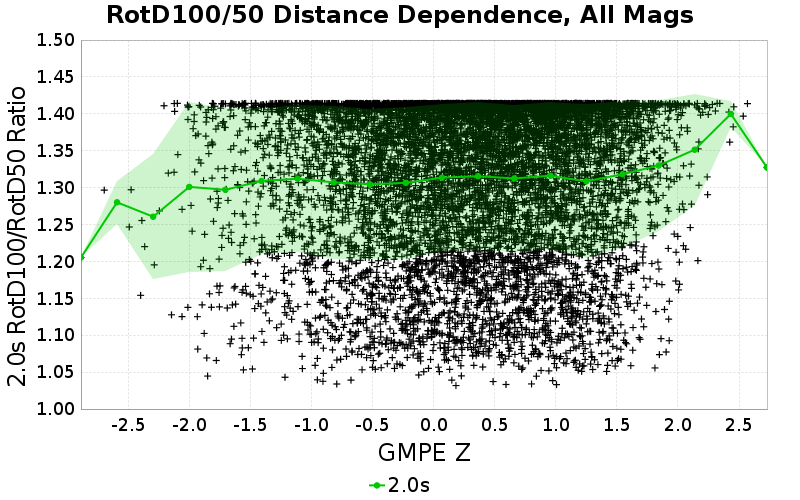 RotD100/50 Distance Dependence, All Mags
2.0s RotD100/RotD50 Ratio
1.50
1.45
1.40
1.35
1.30
1.25
1.20
1.15
1.10
1.05
1.00
-2.5 -2.0 -1.5 -1.0 -0.5 0.0 0.5 1.0 1.5 2.0 2.5
GMPE Z
2.0s